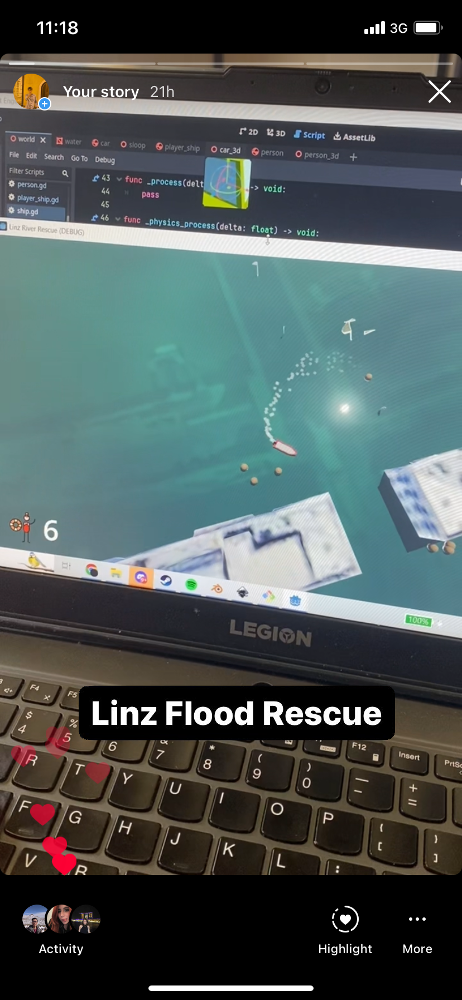 11:18
3G
Your story 21h
2D 3D Script AssetLib
world water car sloop player_ship car_3d person person_3d
File Edit Search Go To Debug
Filter Scripts
person.gd
player_ship.gd
ship.gd
43 func _process(delt -> void:
44 pass
45
46 func _physics_process(delta: float) -> void:
Linz River Rescue (DEBUG)
6
100%
LEGION
Linz Flood Rescue
F4 F5 F12 Insert PrtSc
$ % & * ( )
4 5 6 7 8 9 0 - + =
R T Y U I O P { [ } ]
F G H J K L :
V B
Activity
Highlight
More